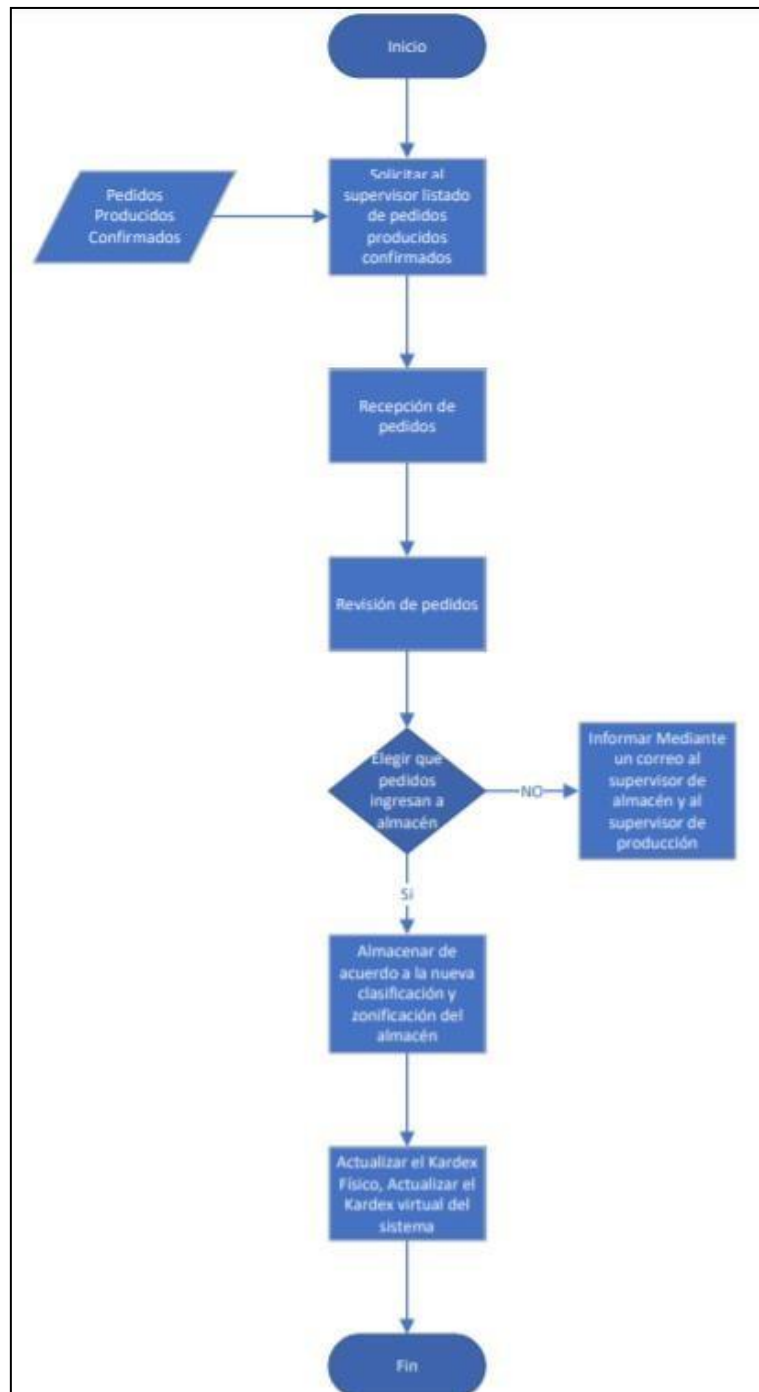 Inicio
Pedidos
Producidos
Confirmados
Solicitar al
supervisor listado
de pedidos
producidos
confirmados
Recepción de
pedidos
Revisión de pedidos
Elegir que
pedidos
ingresan a
almacén
NO
Informar Mediante
un correo al
supervisor de
almacén y al
supervisor de
producción
Si
Almacenar de
acuerdo a la nueva
clasificación y
zonificación del
almacén
Actualizar el Kardex
Físico, Actualizar el
Kardex virtual del
sistema
Fin